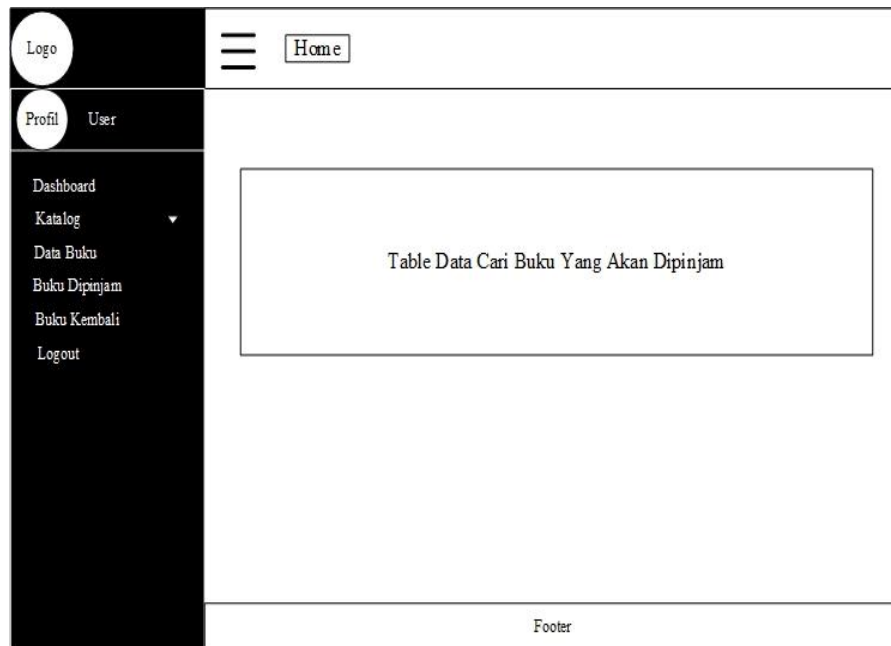 Logo
Home
Profil
User
Dashboard
Katalog
Data Buku
Buku Dipinjam
Buku Kembali
Logout
Table Data Cari Buku Yang Akan Dipinjam
Footer